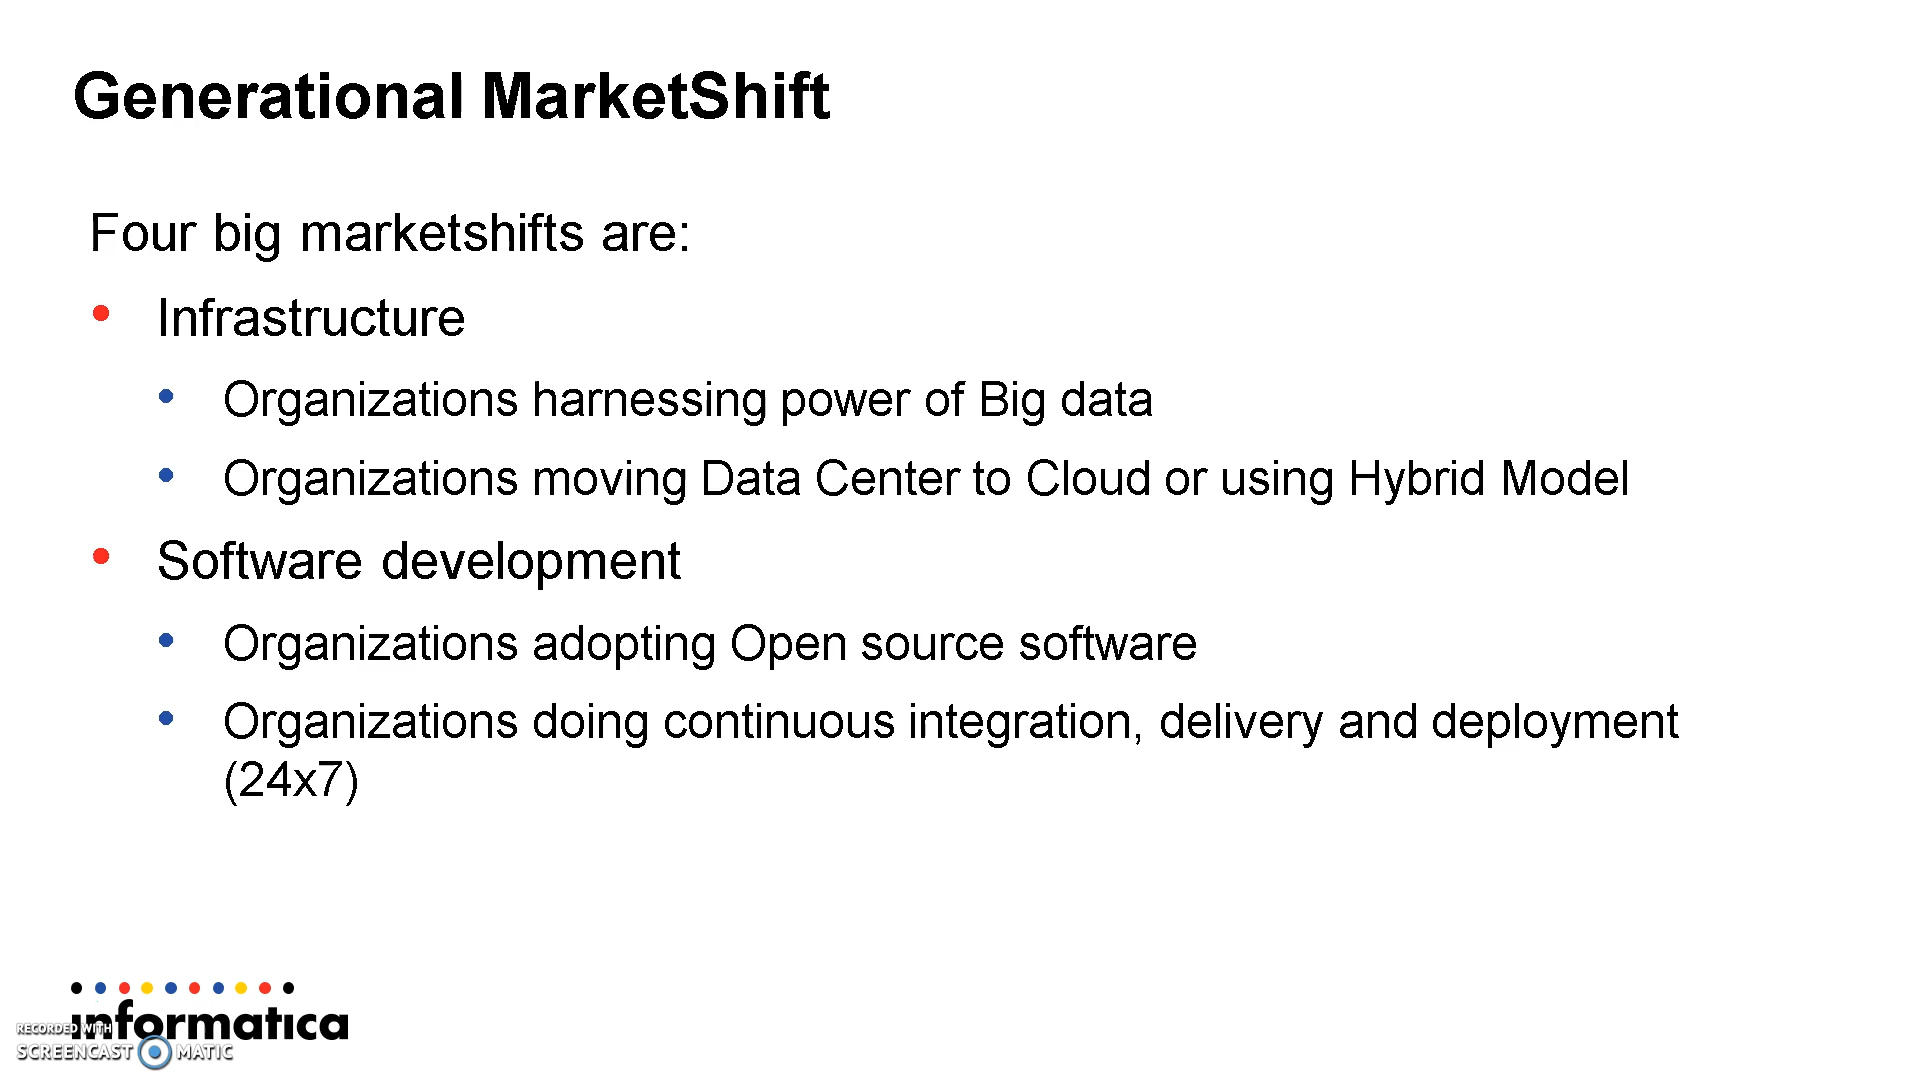 Generational MarketShift
Four big marketshifts are:
• Infrastructure
• Organizations harnessing power of Big data
• Organizations moving Data Center to Cloud or using Hybrid Model
• Software development
• Organizations adopting Open source software
• Organizations doing continuous integration, delivery and deployment
(24x7)
informatica
RECORDED WITH
SCREENCAST MATIC